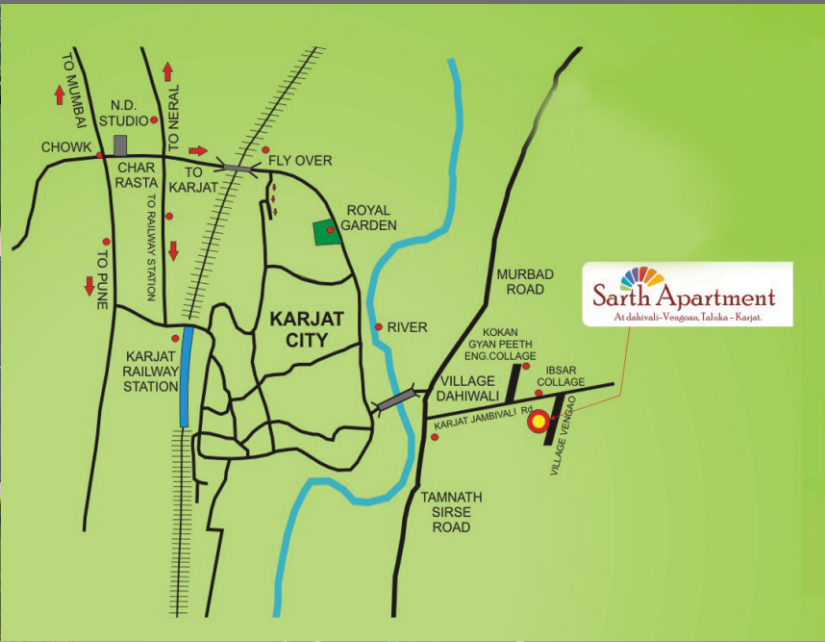 TO MUMBAI
N.D.
STUDIO
TO NERAL
CHOWK
CHAR
RASTA
TO
KARJAT
FLY OVER
TO RAILWAY STATION
ROYAL
GARDEN
TO PUNE
MURBAD
ROAD
Sarth Apartment
At dahivali-Vengoan, Taluka - Karjat.
KARJAT
CITY
RIVER
KOKAN
GYAN PEETH
ENG.COLLAGE
KARJAT
RAILWAY
STATION
VILLAGE
DAHIWALI
IBSAR
COLLAGE
KARJAT JAMBIVALI Rd.
VILLAGE VENGAO
TAMNATH
SIRSE
ROAD